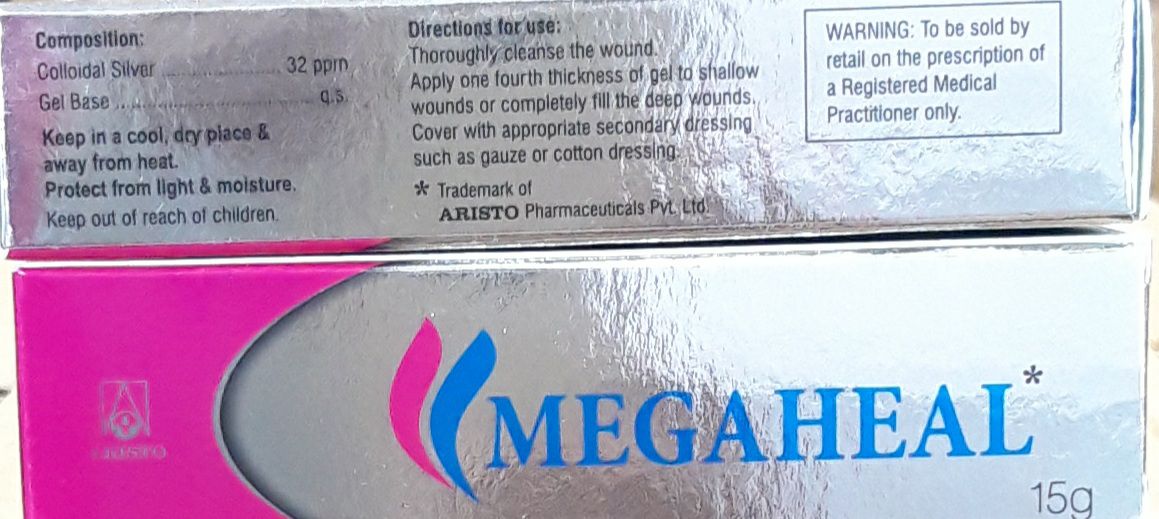 Composition:
Colloidal Silver ........................ 32 ppm
Gel Base ........................................ q.s.
Keep in a cool, dry place &
away from heat.
Protect from light & moisture.
Keep out of reach of children.
Directions for use:
Thoroughly cleanse the wound.
Apply one fourth thickness of gel to shallow
wounds or completely fill the deep wounds.
Cover with appropriate secondary dressing
such as gauze or cotton dressing.
* Trademark of
ARISTO Pharmaceuticals Pvt. Ltd.
WARNING: To be sold by
retail on the prescription of
a Registered Medical
Practitioner only.
ARISTO
MEGAHEAL*
15g